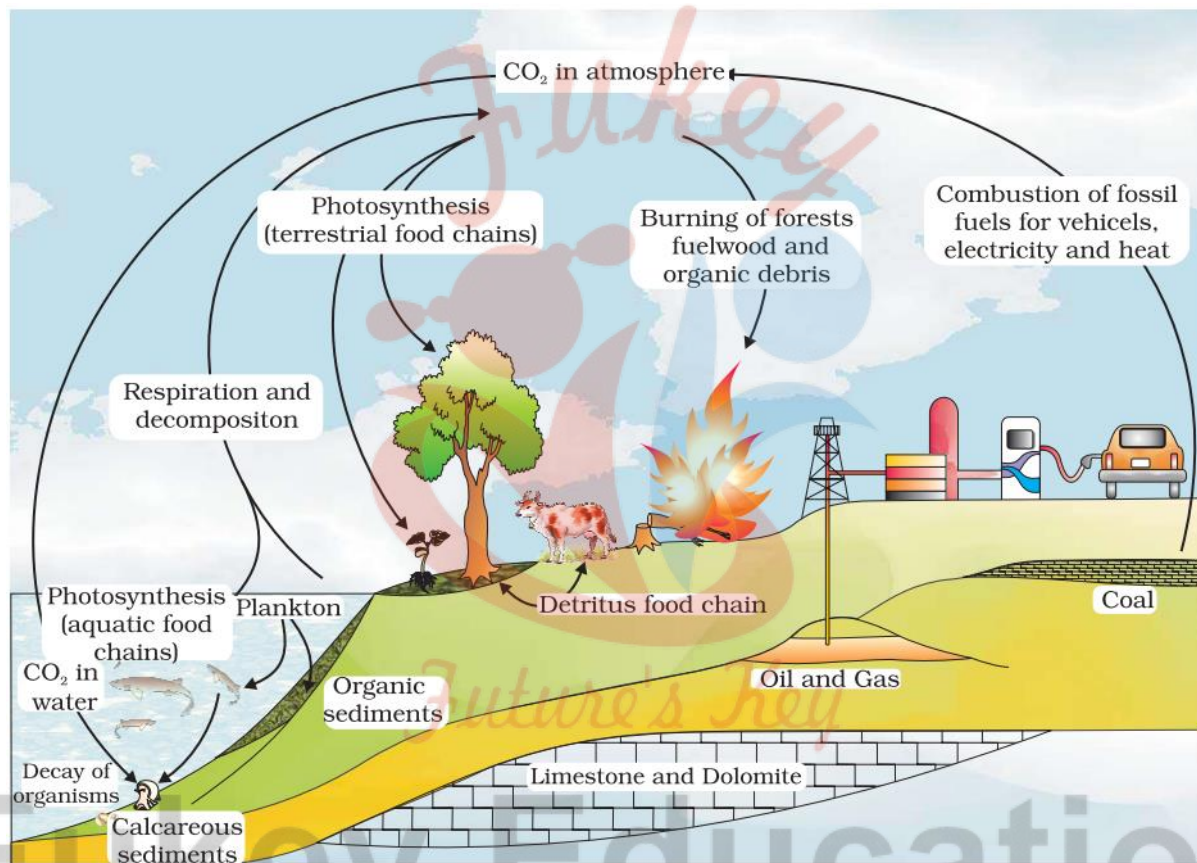 CO₂ in atmosphere
Photosynthesis
(terrestrial food chains)
Burning of forests
fuelwood and
organic debris
Combustion of fossil
fuels for vehicels,
electricity and heat
Respiration and
decompositon
Photosynthesis
(aquatic food
chains)
Plankton
CO₂ in
water
Detritus food chain
Coal
Oil and Gas
Organic
sediments
Limestone and Dolomite
Decay of
organisms
Calcareous
sediments
Fukey
Future's Key
Fukey Education